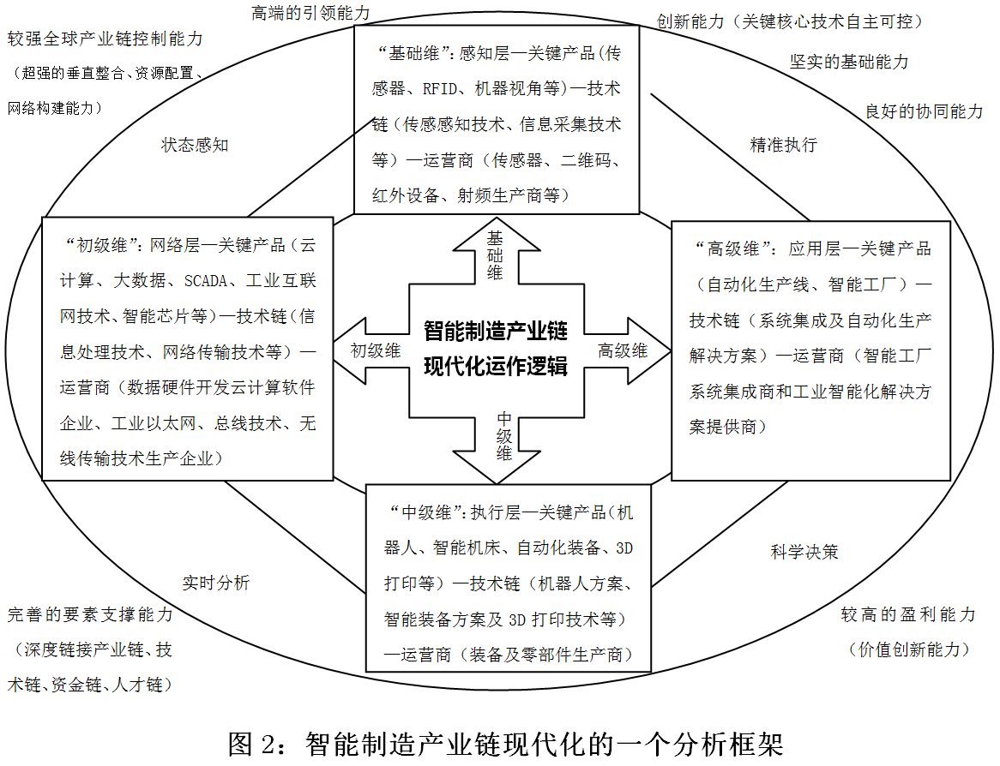 高端的引领能力
创新能力（关键核心技术自主可控）
较强全球产业链控制能力
（超强的垂直整合、资源配置、
网络构建能力）
坚实的基础能力
良好的协同能力
状态感知
精准执行
“基础维”：感知层—关键产品(传
感器、RFID、机器视角等)—技术
链（传感感知技术、信息采集技术
等）—运营商（传感器、二维码、
红外设备、射频生产商等）
“初级维”：网络层—关键产品（云
计算、大数据、SCADA、工业互联
网技术、智能芯片等）—技术链（信
息处理技术、网络传输技术等）—
运营商（数据硬件开发云计算软件
企业、工业以太网、总线技术、无
线传输技术生产企业）
基础维
初级维
智能制造产业链
现代化运作逻辑
高级维
中级维
“高级维”：应用层—关键产品
（自动化生产线、智能工厂）—
技术链（系统集成及自动化生产
解决方案）—运营商（智能工厂
系统集成商和工业智能化解决方
案提供商）
“中级维”：执行层—关键产品（机
器人、智能机床、自动化装备、3D
打印等）—技术链（机器人方案、
智能装备方案及 3D 打印技术等）
—运营商（装备及零部件生产商）
实时分析
科学决策
完善的要素支撑能力
（深度链接产业链、技
术链、资金链、人才链）
较高的盈利能力
（价值创新能力）
图 2：智能制造产业链现代化的一个分析框架